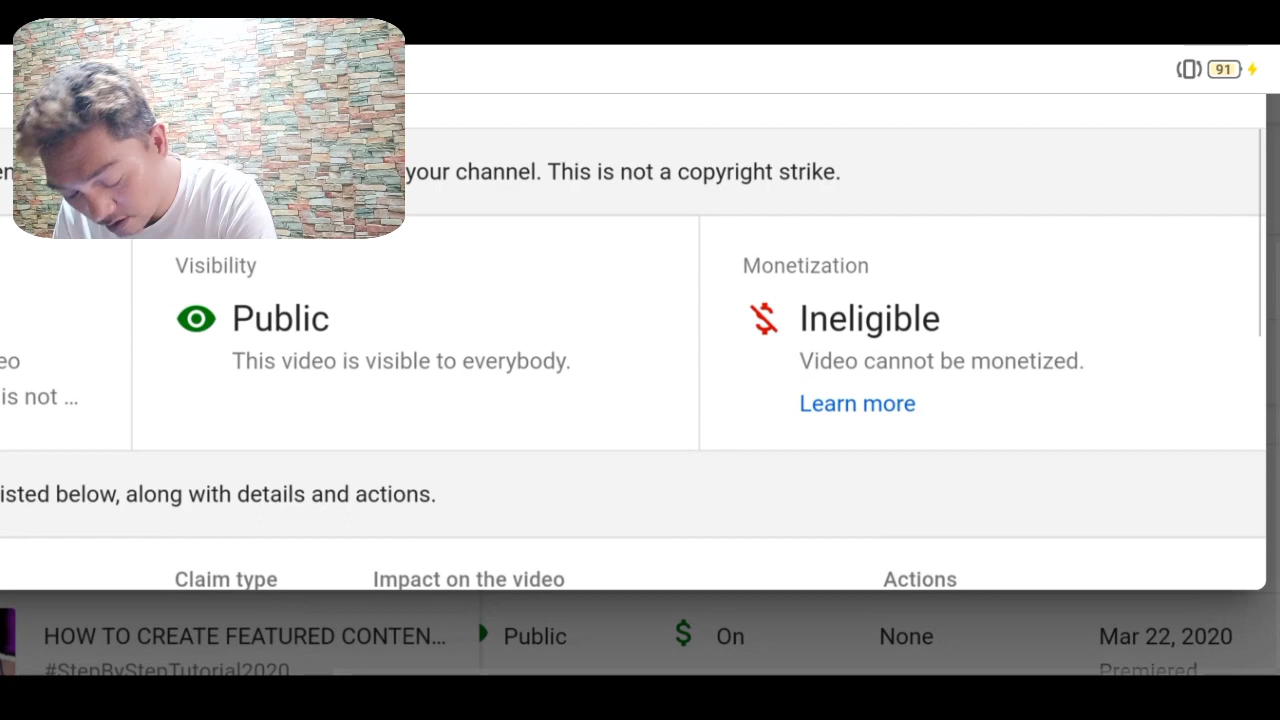 91
your channel. This is not a copyright strike.
Visibility
Monetization
Public
Ineligible
This video is visible to everybody.
Video cannot be monetized.
eo
is not ...
Learn more
isted below, along with details and actions.
Claim type
Impact on the video
Actions
HOW TO CREATE FEATURED CONTEN...
Public
$ On
None
Mar 22, 2020
#StepByStepTutorial2020
Premiered